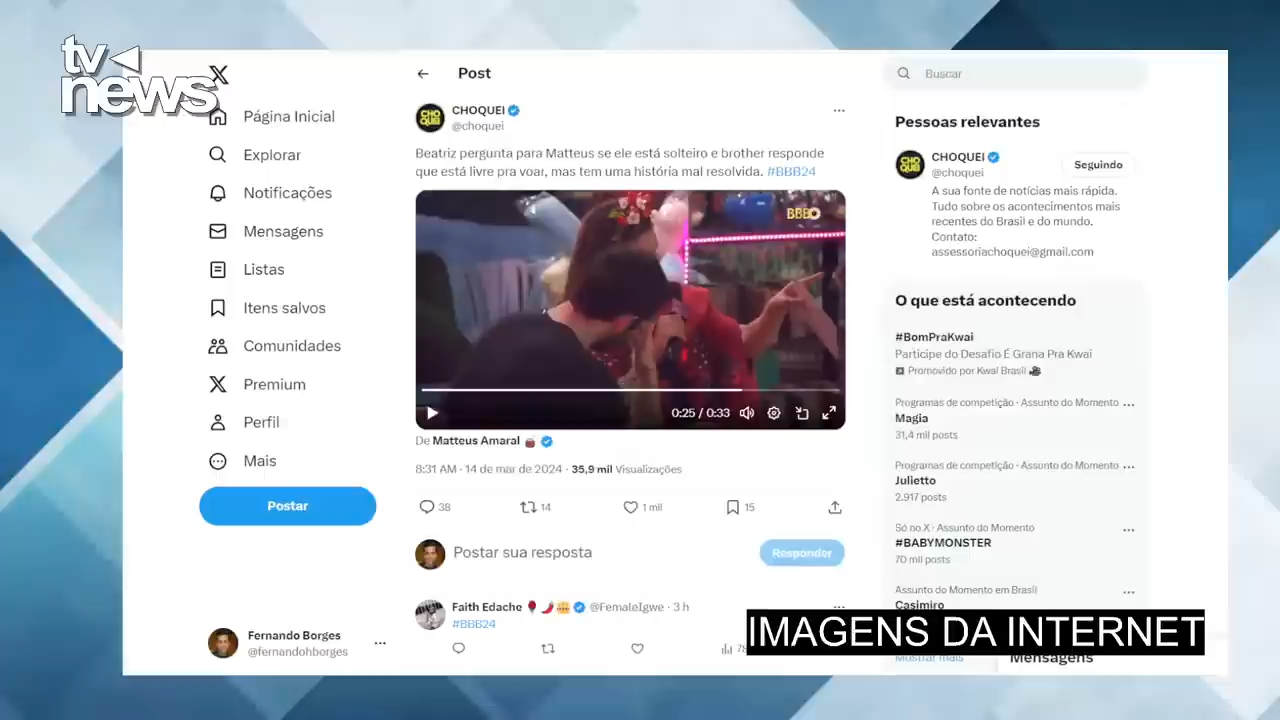 tv
news
Página Inicial
Explorar
Notificações
Mensagens
Listas
Itens salvos
Comunidades
Premium
Perfil
Mais
Postar
Fernando Borges
@fernandohborges
Post
CHOQUEI
@choquei
Beatriz pergunta para Matteus se ele está solteiro e brother responde
que está livre pra voar, mas tem uma história mal resolvida. #BBB24
BBB
0:25 / 0:33
De Matteus Amaral
8:31 AM · 14 de mar de 2024 · 35,9 mil Visualizações
38
14
1 mil
15
Postar sua resposta
Responder
Faith Edache @FemaleIgwe · 3 h
#BBB24
Buscar
Pessoas relevantes
CHOQUEI
@choquei
Seguindo
A sua fonte de notícias mais rápida.
Tudo sobre os acontecimentos mais
recentes do Brasil e do mundo.
Contato:
assessoriachoquei@gmail.com
O que está acontecendo
#BomPraKwai
Participe do Desafio É Grana Pra Kwai
Promovido por Kwai Brasil
Programas de competição · Assunto do Momento
Magia
31,4 mil posts
Programas de competição · Assunto do Momento
Julietto
2.917 posts
Só no X · Assunto do Momento
#BABYMONSTER
70 mil posts
Assunto do Momento em Brasil
Casimiro
IMAGENS DA INTERNET
Mostrar mais
Mensagens